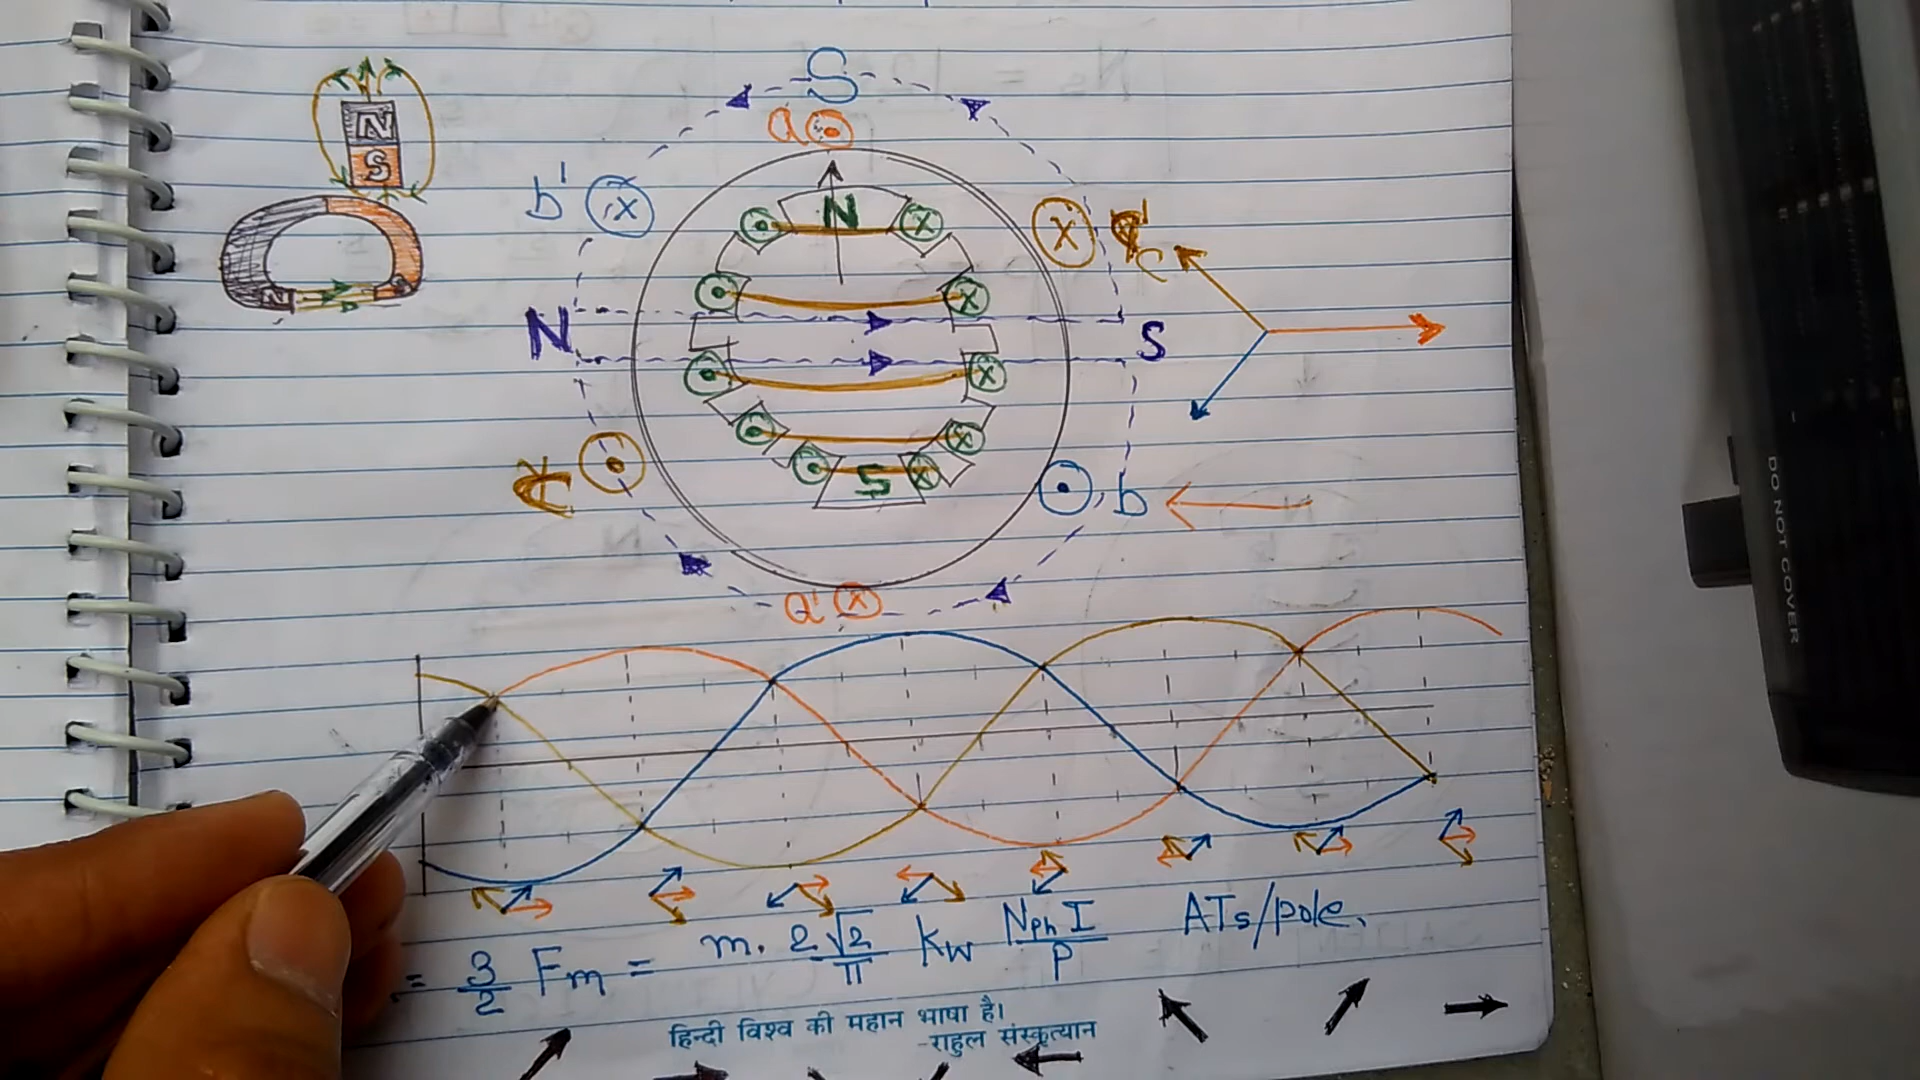 N
S
N
S
a
b'
c'
N
N
S
S
c
b
a'
= 3/2 Fm = m. 2√2/π Kw Nph I/P ATs/pole.
हिन्दी विश्व की महान भाषा है।
-राहुल संस्कृत्यान
DO NOT COVER